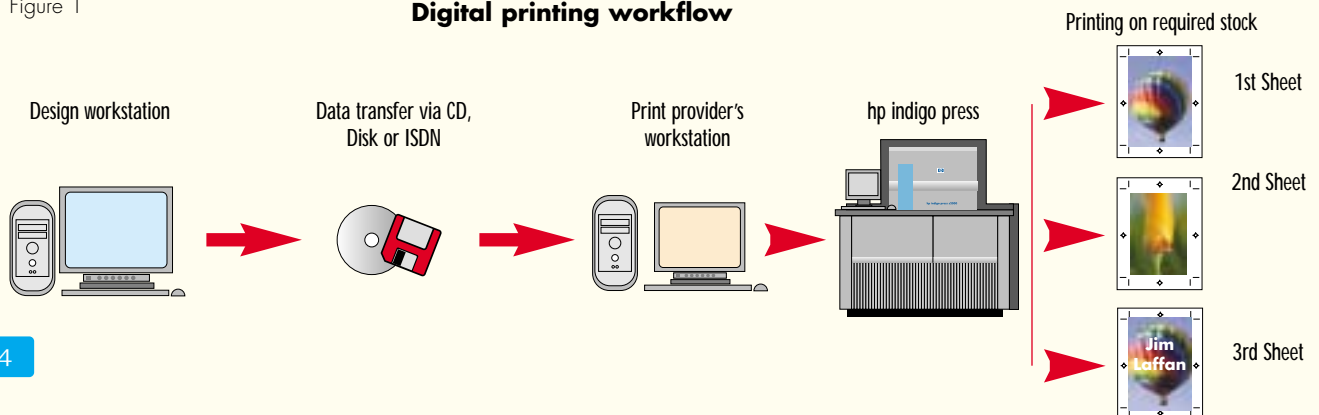 Figure 1
Digital printing workflow
Printing on required stock
Design workstation
Data transfer via CD,
Disk or ISDN
Print provider's
workstation
hp indigo press
1st Sheet
2nd Sheet
3rd Sheet
Jim
Laffan
4